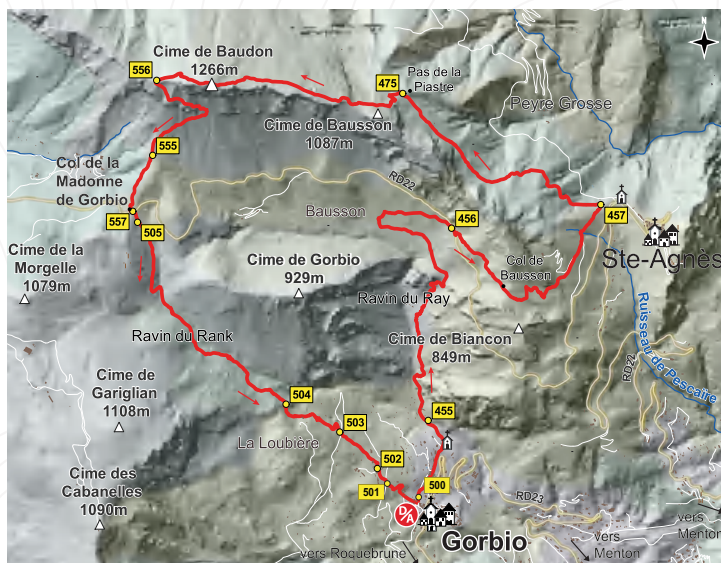 N
556
Cime de Baudon
1266m
475
Pas de la
Piastre
Peyre Grosse
Cime de Bausson
1087m
555
Col de la
Madonne
de Gorbio
RD22
557
505
Bausson
456
457
Ste-Agnès
Col de
Bausson
Cime de la
Morgelle
1079m
Cime de Gorbio
929m
Ravin du Ray
Ruisseau de Pescaïre
Ravin du Rank
Cime de Biancon
849m
RD22
Cime de
Gariglian
1108m
504
503
455
La Loubière
502
501
500
Cime des
Cabanelles
1090m
RD23
D/A
Gorbio
vers Roquebrune
vers
Menton
vers
Menton